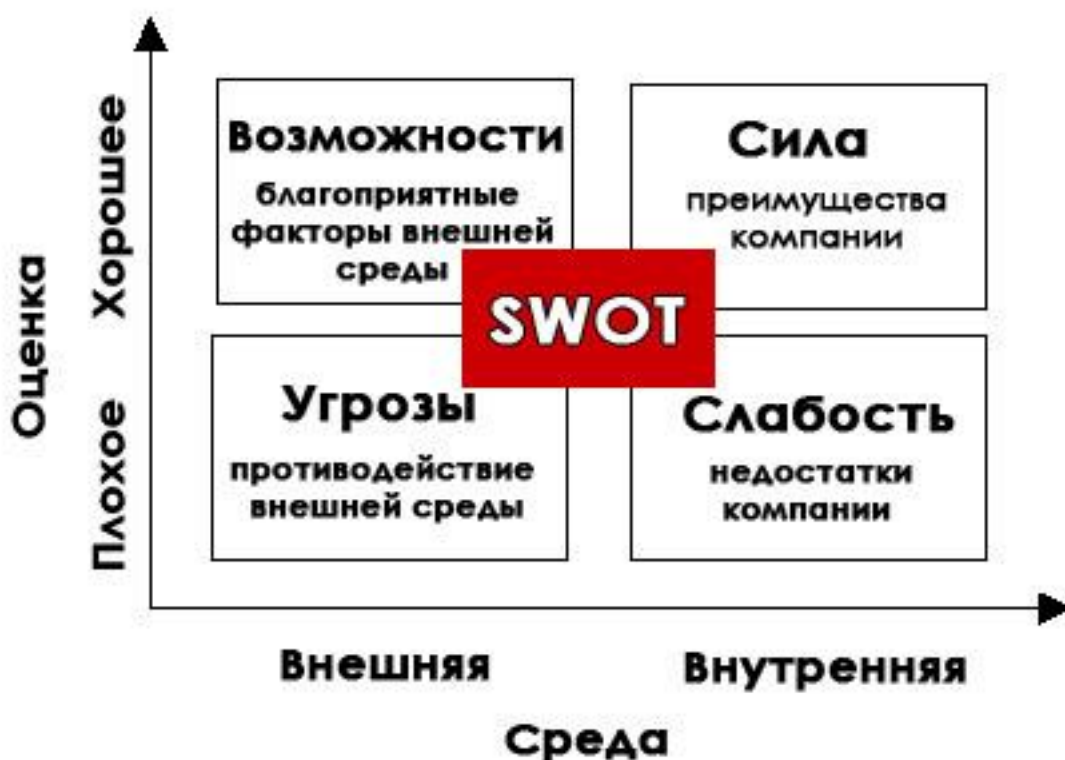 Возможности
благоприятные
факторы внешней
среды
Сила
преимущества
компании
SWOT
Угрозы
противодействие
внешней среды
Слабость
недостатки
компании
Оценка
Хорошее
Плохое
Внешняя
Внутренняя
Среда